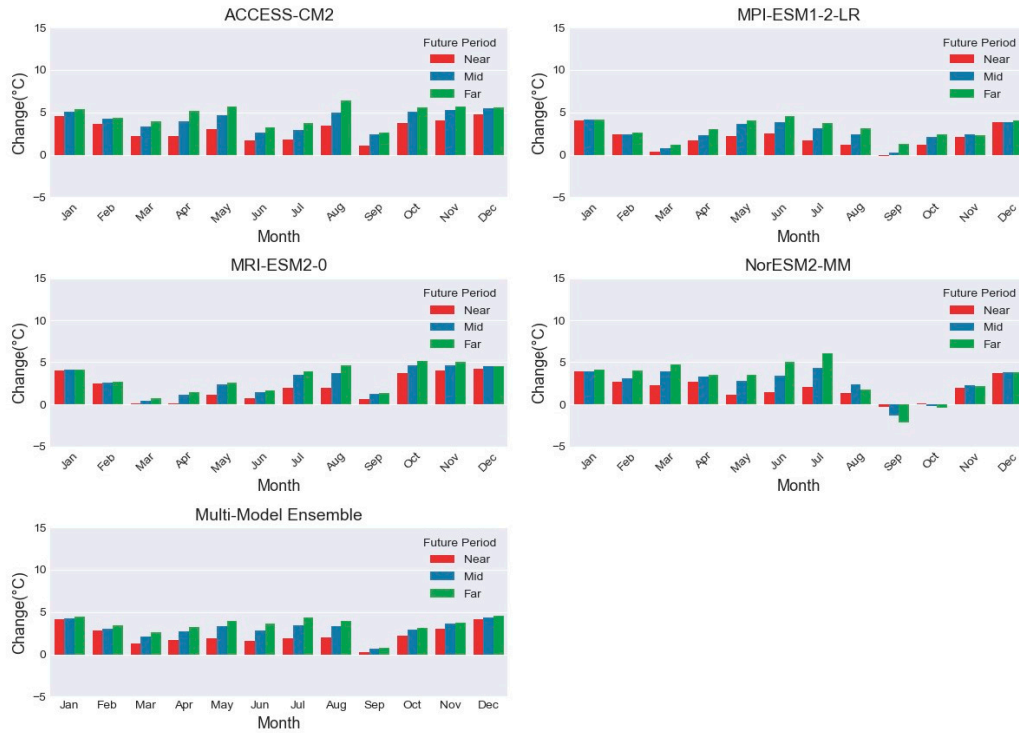 ACCESS-CM2
Change(°C)
15
10
5
0
−5
Future Period
Near
Mid
Far
Jan Feb Mar Apr May Jun Jul Aug Sep Oct Nov Dec
Month
MPI-ESM1-2-LR
Change(°C)
15
10
5
0
−5
Future Period
Near
Mid
Far
Jan Feb Mar Apr May Jun Jul Aug Sep Oct Nov Dec
Month
MRI-ESM2-0
Change(°C)
15
10
5
0
−5
Future Period
Near
Mid
Far
Jan Feb Mar Apr May Jun Jul Aug Sep Oct Nov Dec
Month
NorESM2-MM
Change(°C)
15
10
5
0
−5
Future Period
Near
Mid
Far
Jan Feb Mar Apr May Jun Jul Aug Sep Oct Nov Dec
Month
Multi-Model Ensemble
Change(°C)
15
10
5
0
−5
Future Period
Near
Mid
Far
Jan Feb Mar Apr May Jun Jul Aug Sep Oct Nov Dec
Month